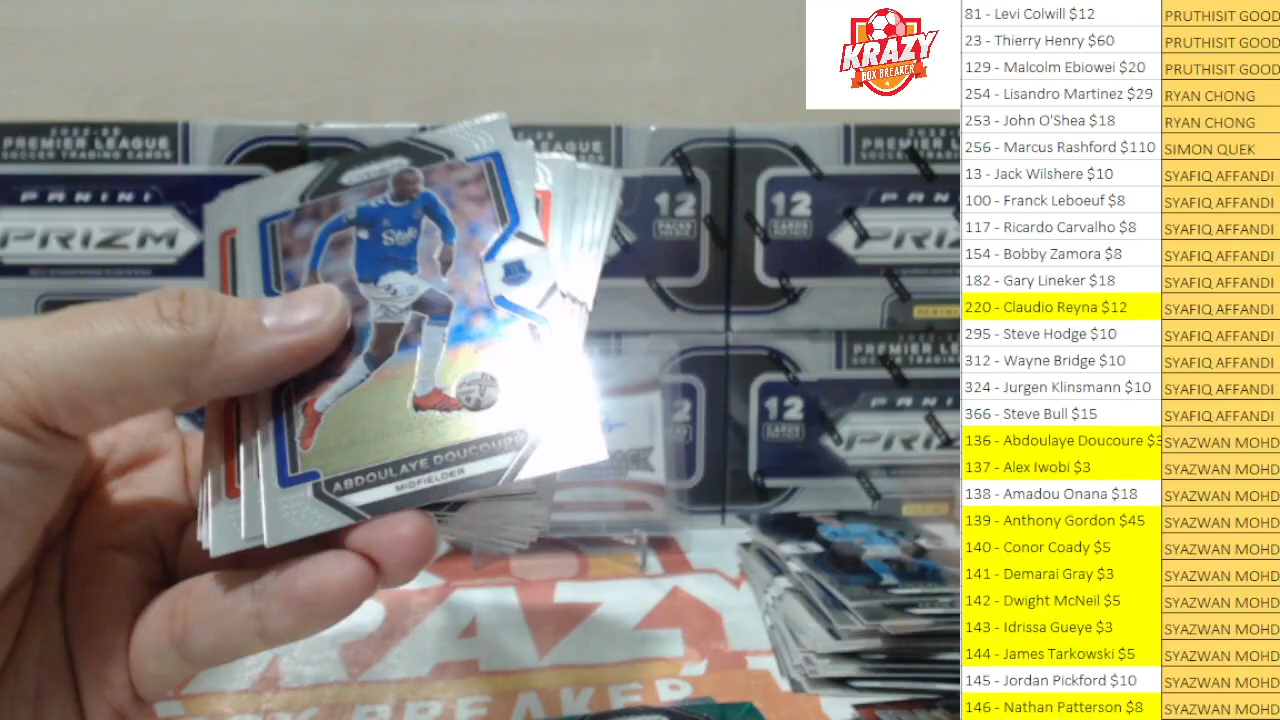 KRAZY
BOX BREAKER
PREMIER LEAGUE
SOCCER TRADING CARDS
PANINI
PRIZM
12
PACKS
12
CARDS
PREMIER
12
Stake
ABDOULAYE DOUCOURÉ
MIDFIELDER
BREAKER
81 - Levi Colwill $12 PRUTHISIT GOOD
23 - Thierry Henry $60 PRUTHISIT GOOD
129 - Malcolm Ebiowei $20 PRUTHISIT GOOD
254 - Lisandro Martinez $29 RYAN CHONG
253 - John O'Shea $18 RYAN CHONG
256 - Marcus Rashford $110 SIMON QUEK
13 - Jack Wilshere $10 SYAFIQ AFFANDI
100 - Franck Leboeuf $8 SYAFIQ AFFANDI
117 - Ricardo Carvalho $8 SYAFIQ AFFANDI
154 - Bobby Zamora $8 SYAFIQ AFFANDI
182 - Gary Lineker $18 SYAFIQ AFFANDI
220 - Claudio Reyna $12 SYAFIQ AFFANDI
295 - Steve Hodge $10 SYAFIQ AFFANDI
312 - Wayne Bridge $10 SYAFIQ AFFANDI
324 - Jurgen Klinsmann $10 SYAFIQ AFFANDI
366 - Steve Bull $15 SYAFIQ AFFANDI
136 - Abdoulaye Doucoure $3 SYAZWAN MOHD
137 - Alex Iwobi $3 SYAZWAN MOHD
138 - Amadou Onana $18 SYAZWAN MOHD
139 - Anthony Gordon $45 SYAZWAN MOHD
140 - Conor Coady $5 SYAZWAN MOHD
141 - Demarai Gray $3 SYAZWAN MOHD
142 - Dwight McNeil $5 SYAZWAN MOHD
143 - Idrissa Gueye $3 SYAZWAN MOHD
144 - James Tarkowski $5 SYAZWAN MOHD
145 - Jordan Pickford $10 SYAZWAN MOHD
146 - Nathan Patterson $8 SYAZWAN MOHD